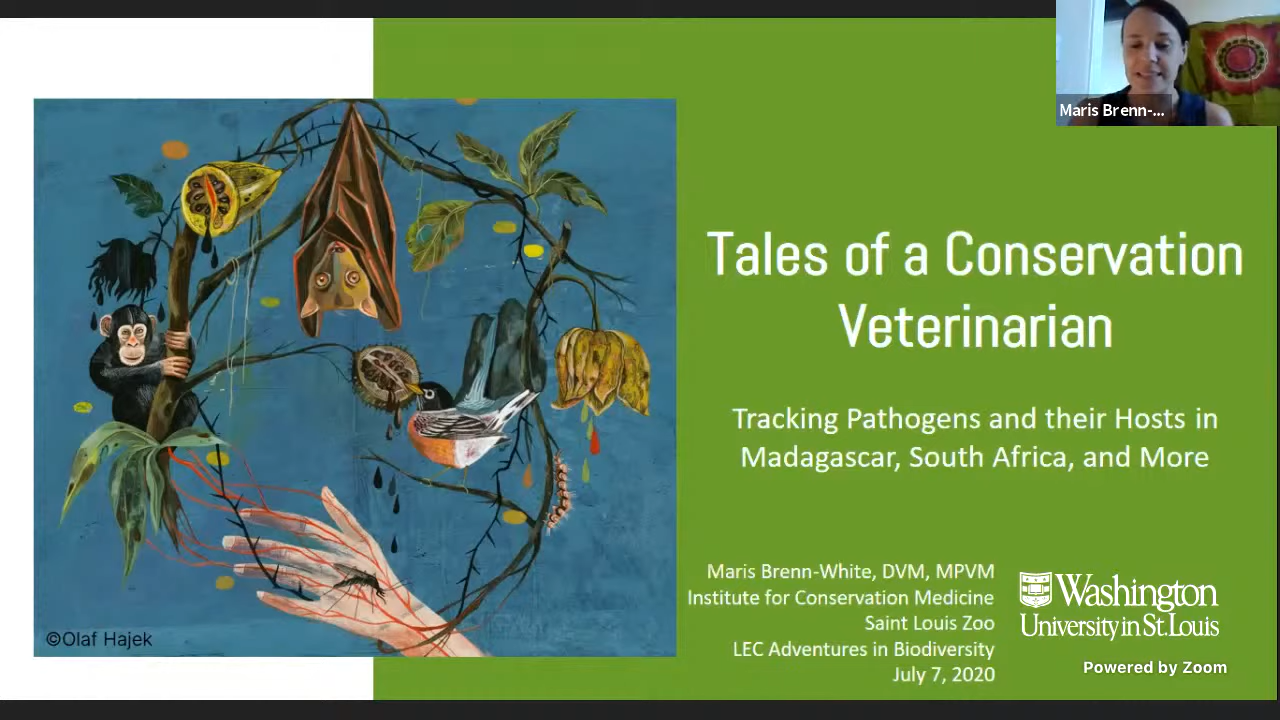 Maris Brenn-...
Tales of a Conservation
Veterinarian
Tracking Pathogens and their Hosts in
Madagascar, South Africa, and More
Maris Brenn-White, DVM, MPVM
Institute for Conservation Medicine
Saint Louis Zoo
LEC Adventures in Biodiversity
July 7, 2020
Washington
University in St. Louis
Powered by Zoom
©Olaf Hajek